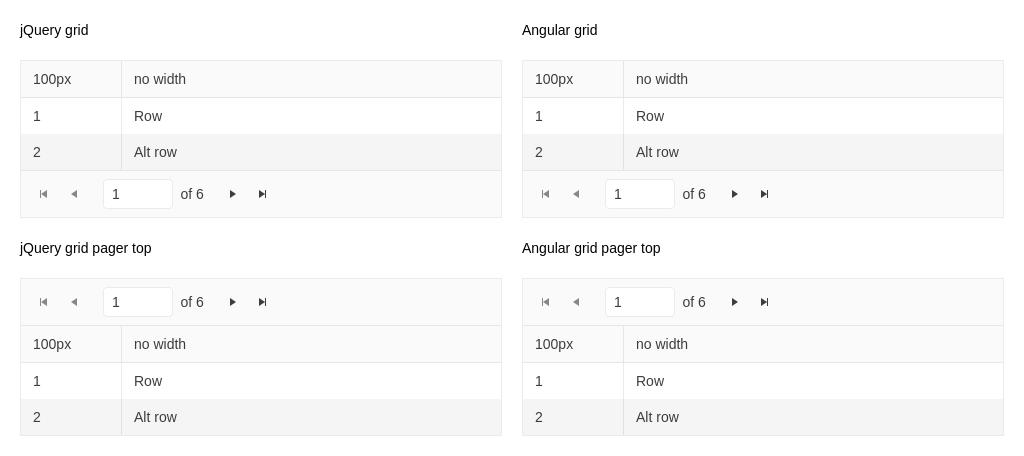 jQuery grid
100px no width
1 Row
2 Alt row
1 of 6
Angular grid
100px no width
1 Row
2 Alt row
1 of 6
jQuery grid pager top
1 of 6
100px no width
1 Row
2 Alt row
Angular grid pager top
1 of 6
100px no width
1 Row
2 Alt row